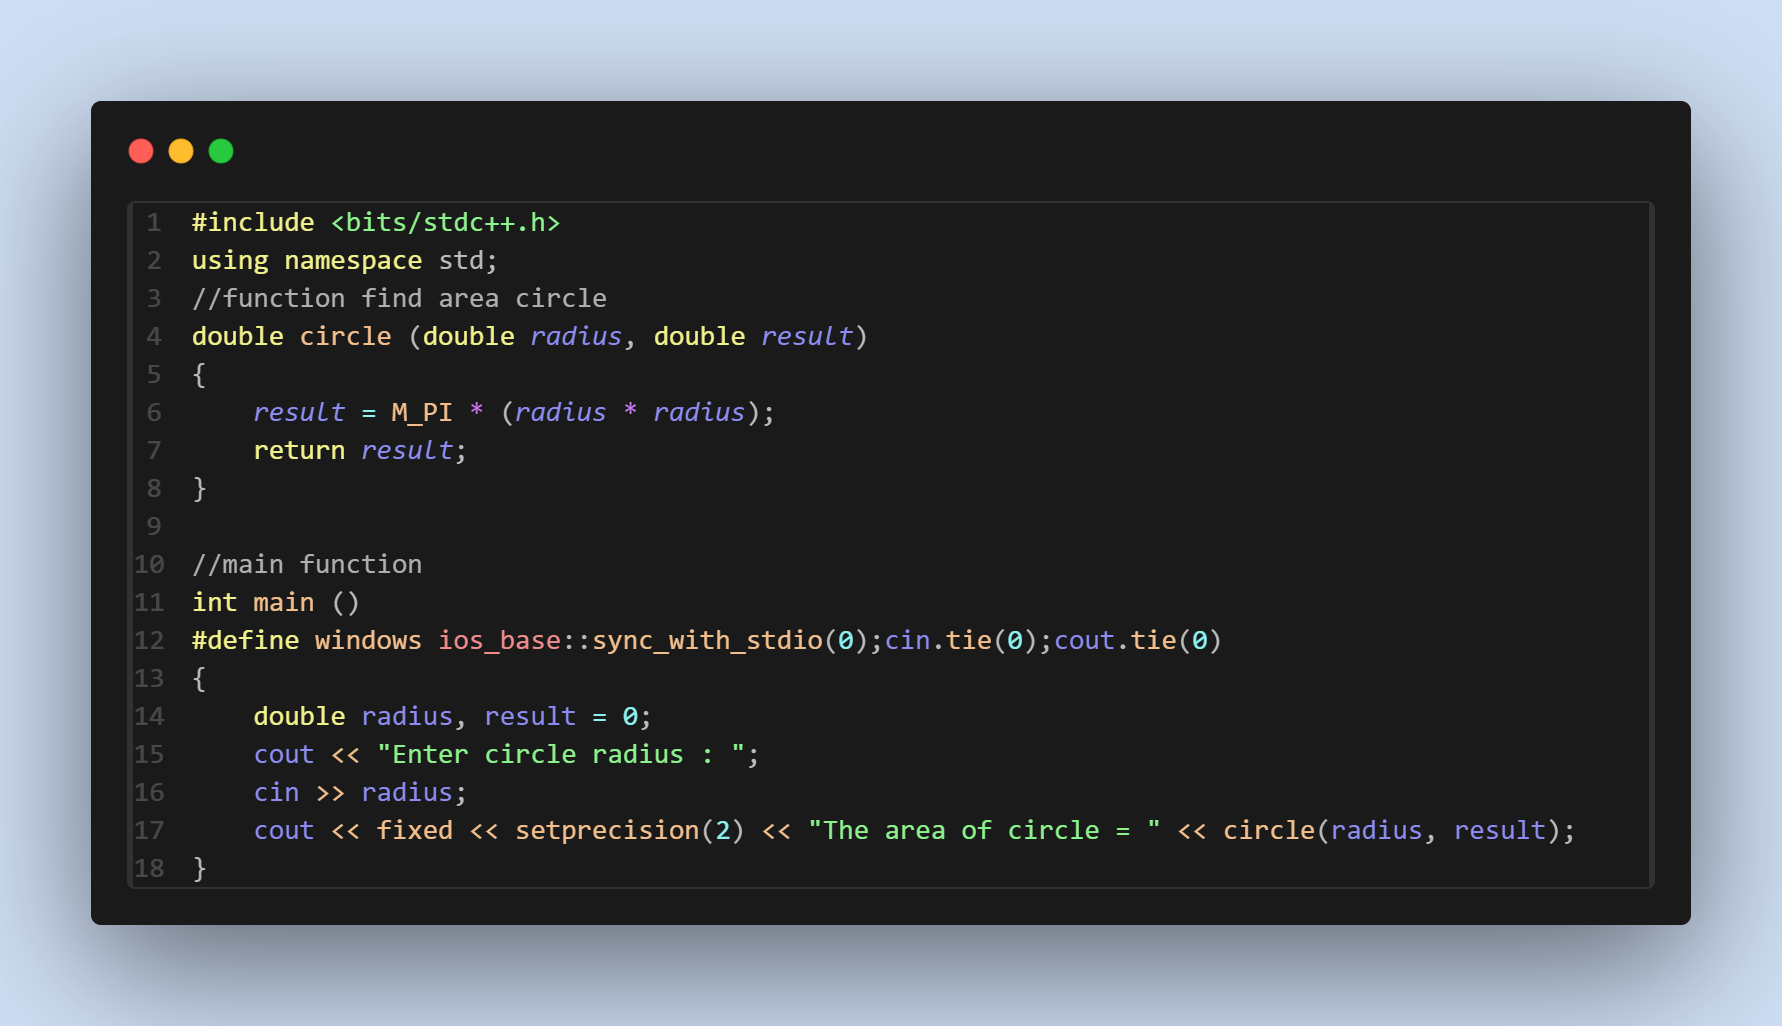 1 #include <bits/stdc++.h>
2 using namespace std;
3 //function find area circle
4 double circle (double radius, double result)
5 {
6     result = M_PI * (radius * radius);
7     return result;
8 }
9
10 //main function
11 int main ()
12 #define windows ios_base::sync_with_stdio(0);cin.tie(0);cout.tie(0)
13 {
14     double radius, result = 0;
15     cout << "Enter circle radius : ";
16     cin >> radius;
17     cout << fixed << setprecision(2) << "The area of circle = " << circle(radius, result);
18 }